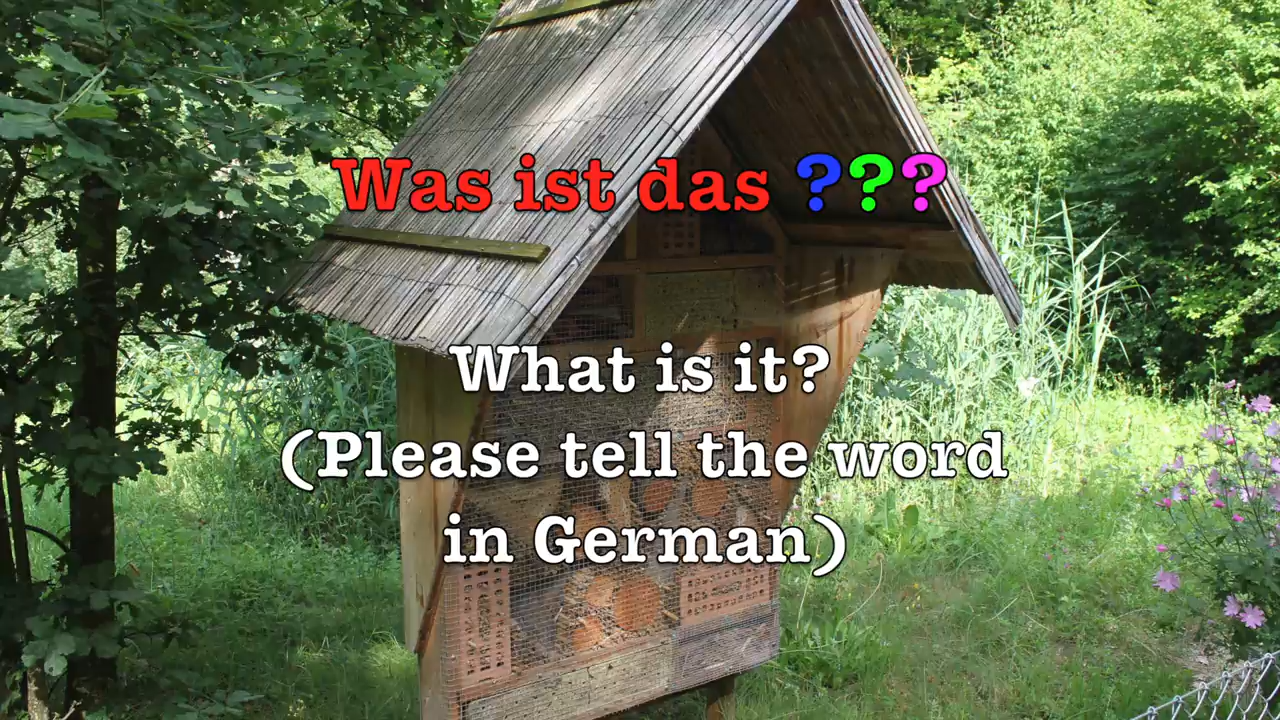 Was ist das ???
What is it?
(Please tell the word
in German)